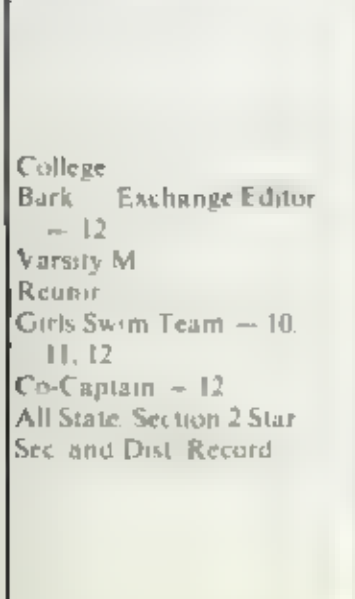 College
Bark Exchange Editor
— 12
Varsity M
Girls Swim Team — 10,
11, 12
Co-Captain — 12
All State, Section 2 Star
Sec and Dist Record